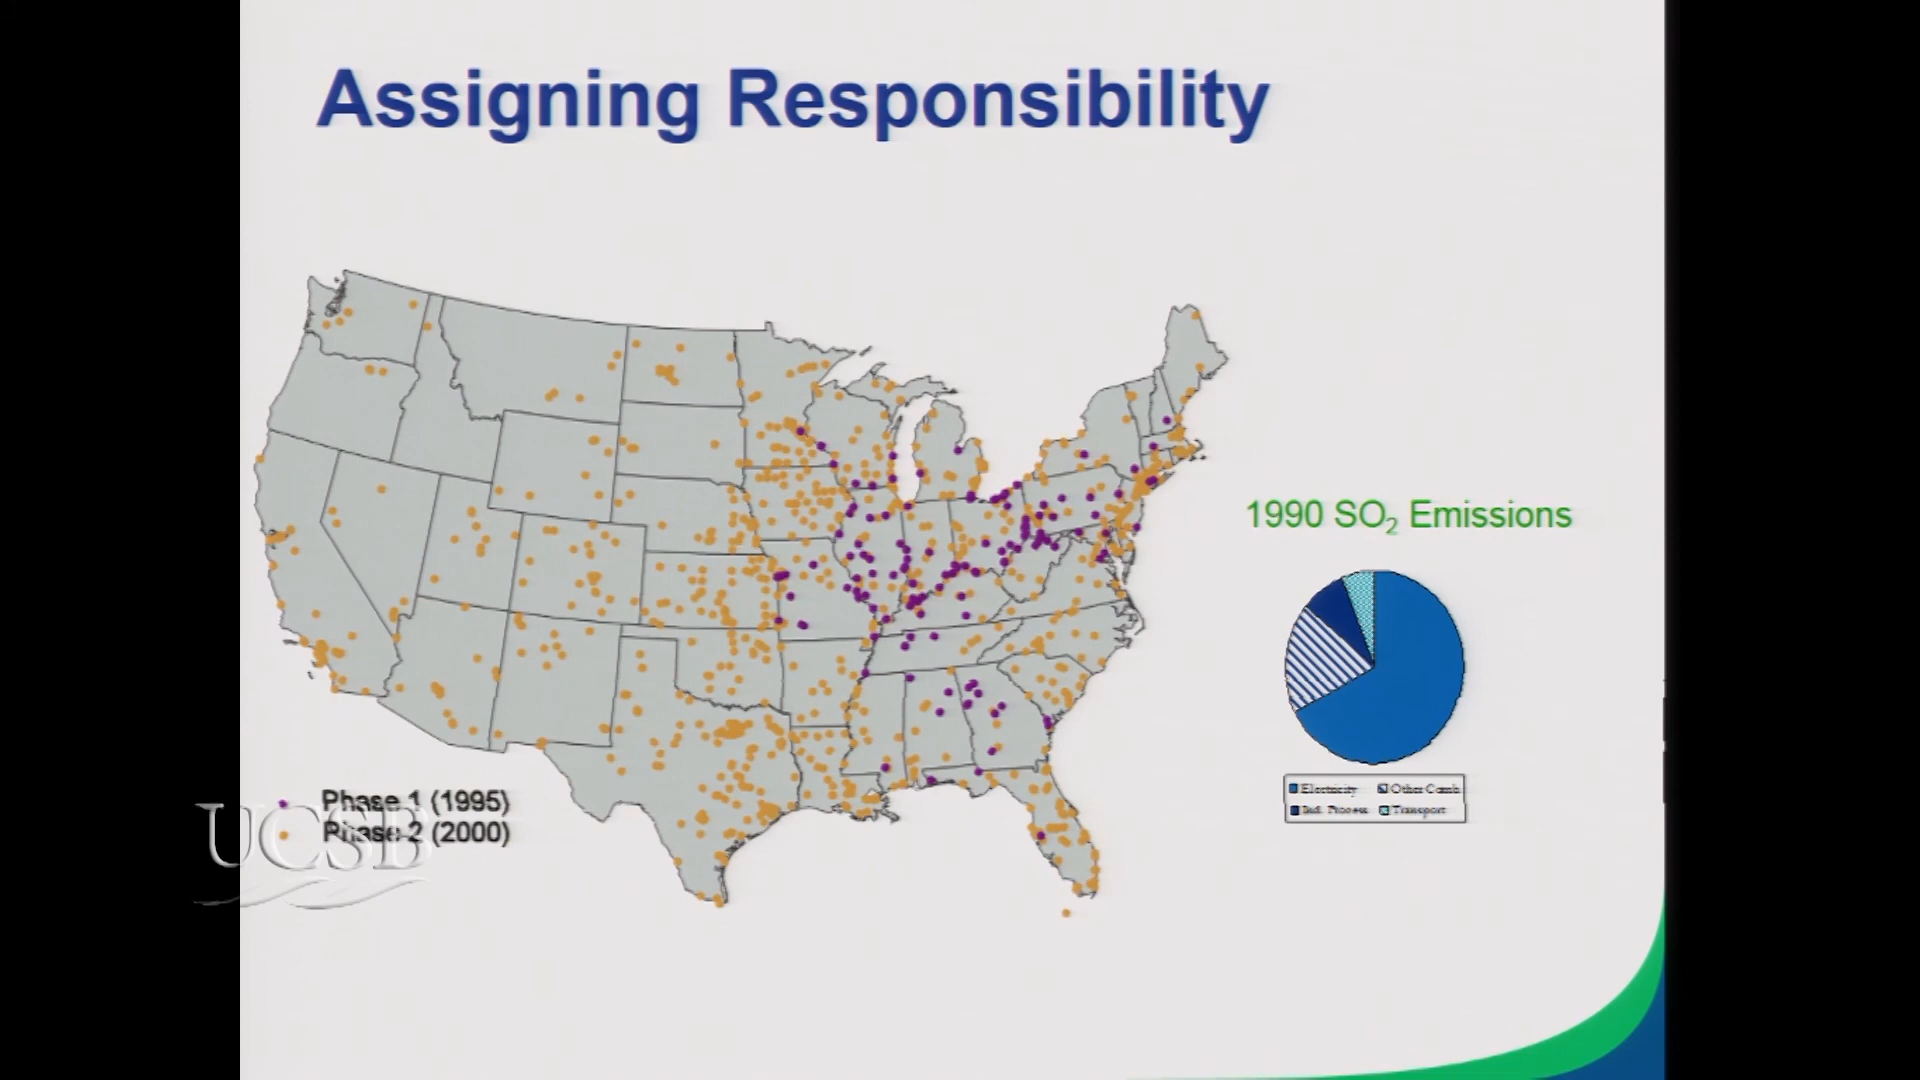 Assigning Responsibility
1990 SO₂ Emissions
Phase 1 (1995)
Phase 2 (2000)
UCSB
Electricity
Other Comb
Ind. Process
Transport